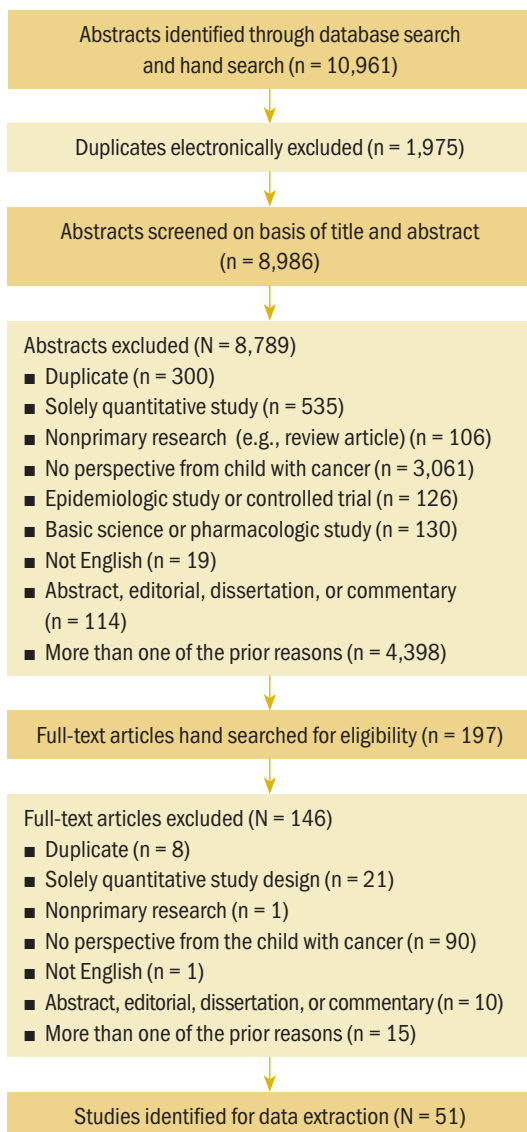 Abstracts identified through database search
and hand search (n = 10,961)
Duplicates electronically excluded (n = 1,975)
Abstracts screened on basis of title and abstract
(n = 8,986)
Abstracts excluded (N = 8,789)
■ Duplicate (n = 300)
■ Solely quantitative study (n = 535)
■ Nonprimary research (e.g., review article) (n = 106)
■ No perspective from child with cancer (n = 3,061)
■ Epidemiologic study or controlled trial (n = 126)
■ Basic science or pharmacologic study (n = 130)
■ Not English (n = 19)
■ Abstract, editorial, dissertation, or commentary
(n = 114)
■ More than one of the prior reasons (n = 4,398)
Full-text articles hand searched for eligibility (n = 197)
Full-text articles excluded (N = 146)
■ Duplicate (n = 8)
■ Solely quantitative study design (n = 21)
■ Nonprimary research (n = 1)
■ No perspective from the child with cancer (n = 90)
■ Not English (n = 1)
■ Abstract, editorial, dissertation, or commentary (n = 10)
■ More than one of the prior reasons (n = 15)
Studies identified for data extraction (N = 51)